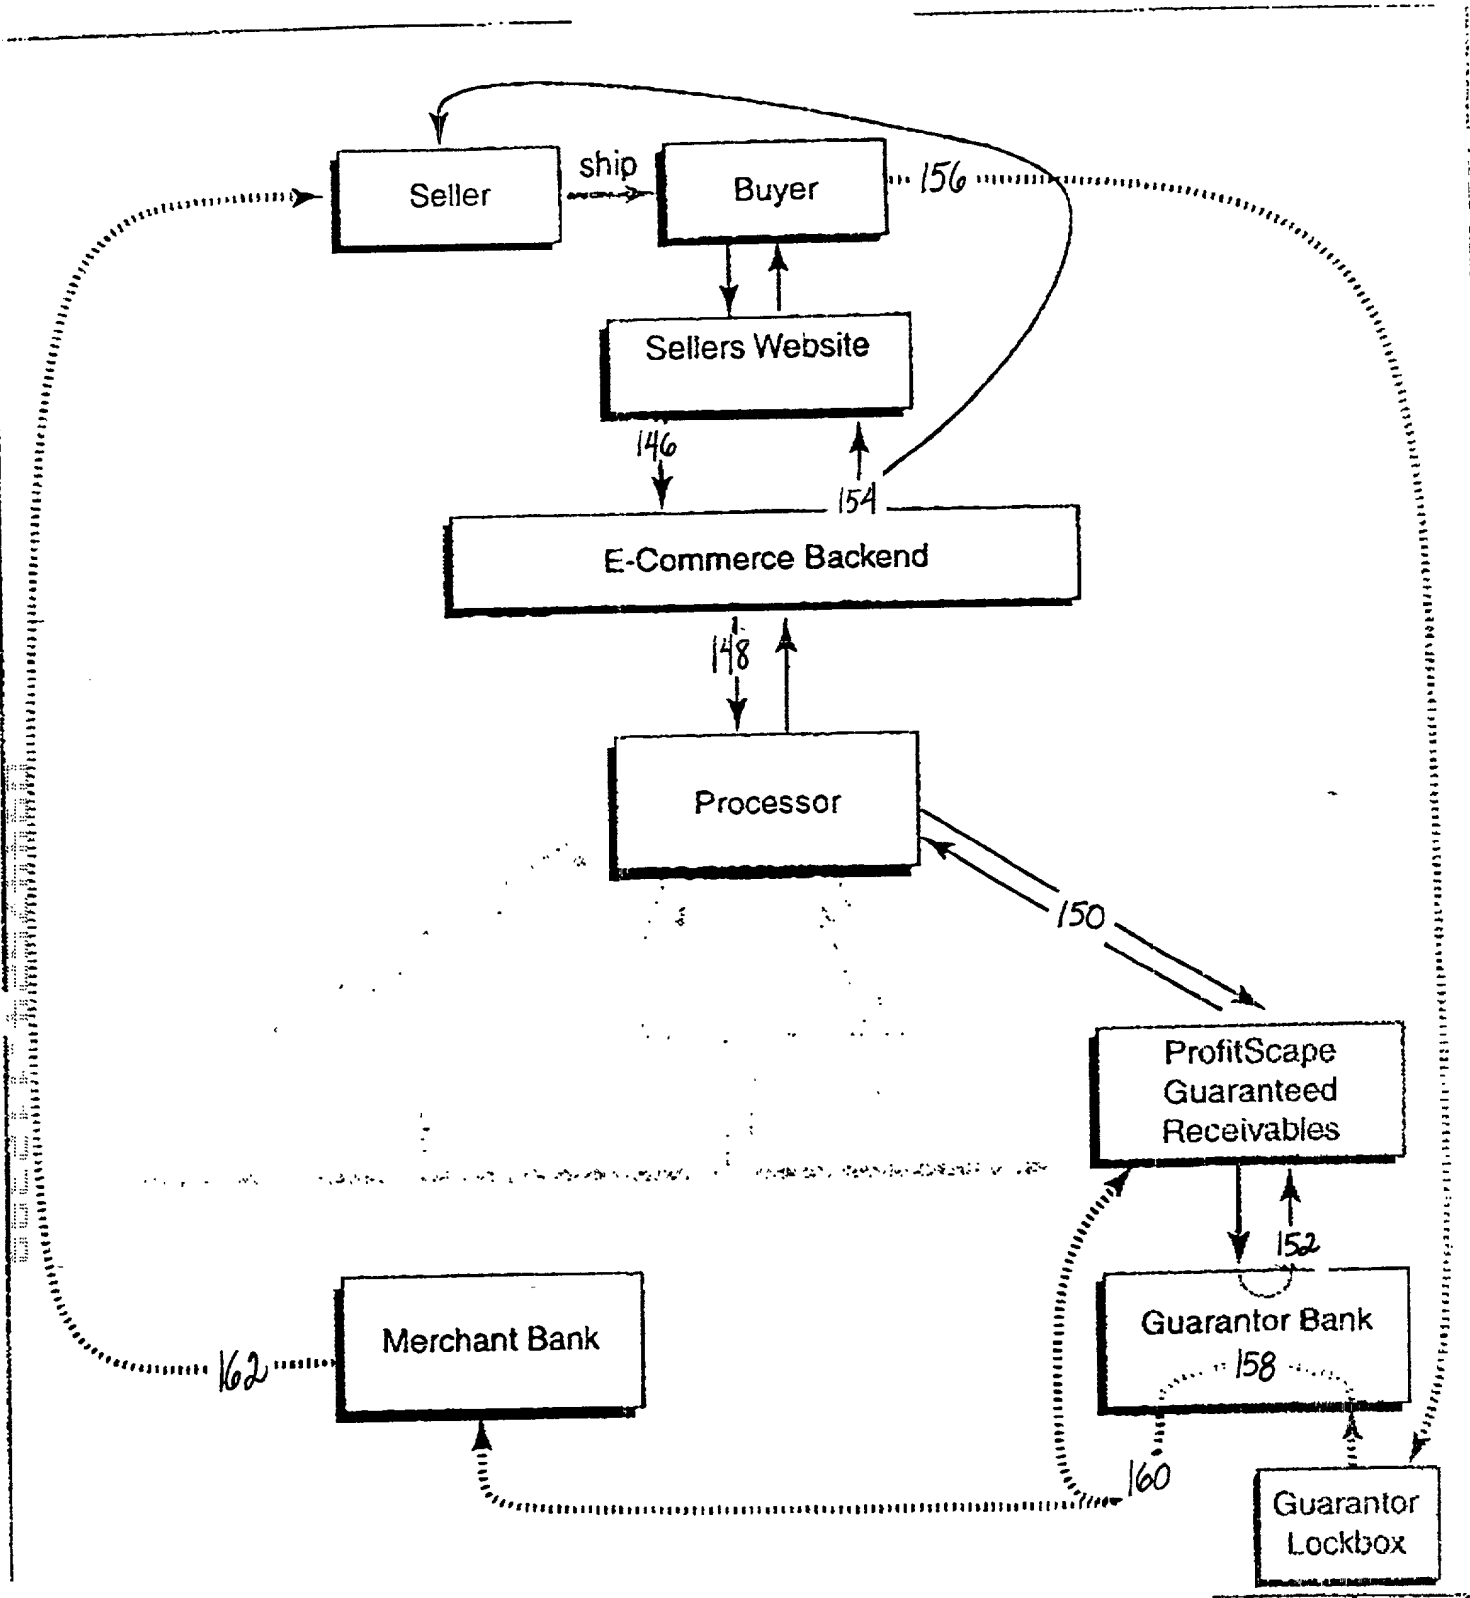 ship
Seller
Buyer
156
Sellers Website
146
154
E-Commerce Backend
148
Processor
150
ProfitScape
Guaranteed
Receivables
152
Guarantor Bank
158
Merchant Bank
162
160
Guarantor
Lockbox